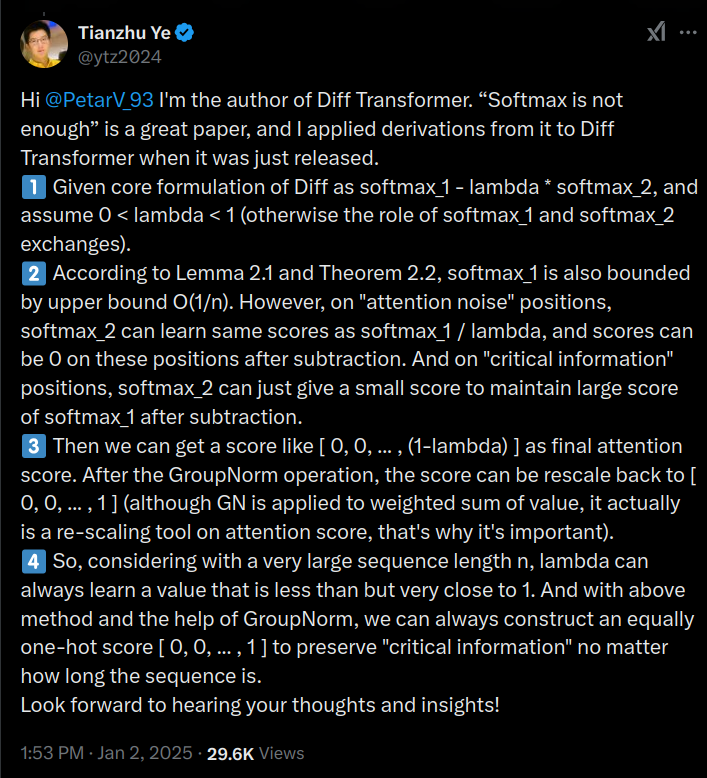 Tianzhu Ye
@ytz2024
Hi @PetarV_93 I'm the author of Diff Transformer. “Softmax is not
enough” is a great paper, and I applied derivations from it to Diff
Transformer when it was just released.
1️⃣ Given core formulation of Diff as softmax_1 - lambda * softmax_2, and
assume 0 < lambda < 1 (otherwise the role of softmax_1 and softmax_2
exchanges).
2️⃣ According to Lemma 2.1 and Theorem 2.2, softmax_1 is also bounded
by upper bound O(1/n). However, on "attention noise" positions,
softmax_2 can learn same scores as softmax_1 / lambda, and scores can
be 0 on these positions after subtraction. And on "critical information"
positions, softmax_2 can just give a small score to maintain large score
of softmax_1 after subtraction.
3️⃣ Then we can get a score like [ 0, 0, ... , (1-lambda) ] as final attention
score. After the GroupNorm operation, the score can be rescale back to [
0, 0, ... , 1 ] (although GN is applied to weighted sum of value, it actually
is a re-scaling tool on attention score, that's why it's important).
4️⃣ So, considering with a very large sequence length n, lambda can
always learn a value that is less than but very close to 1. And with above
method and the help of GroupNorm, we can always construct an equally
one-hot score [ 0, 0, ... , 1 ] to preserve "critical information" no matter
how long the sequence is.
Look forward to hearing your thoughts and insights!
1:53 PM · Jan 2, 2025 · 29.6K Views